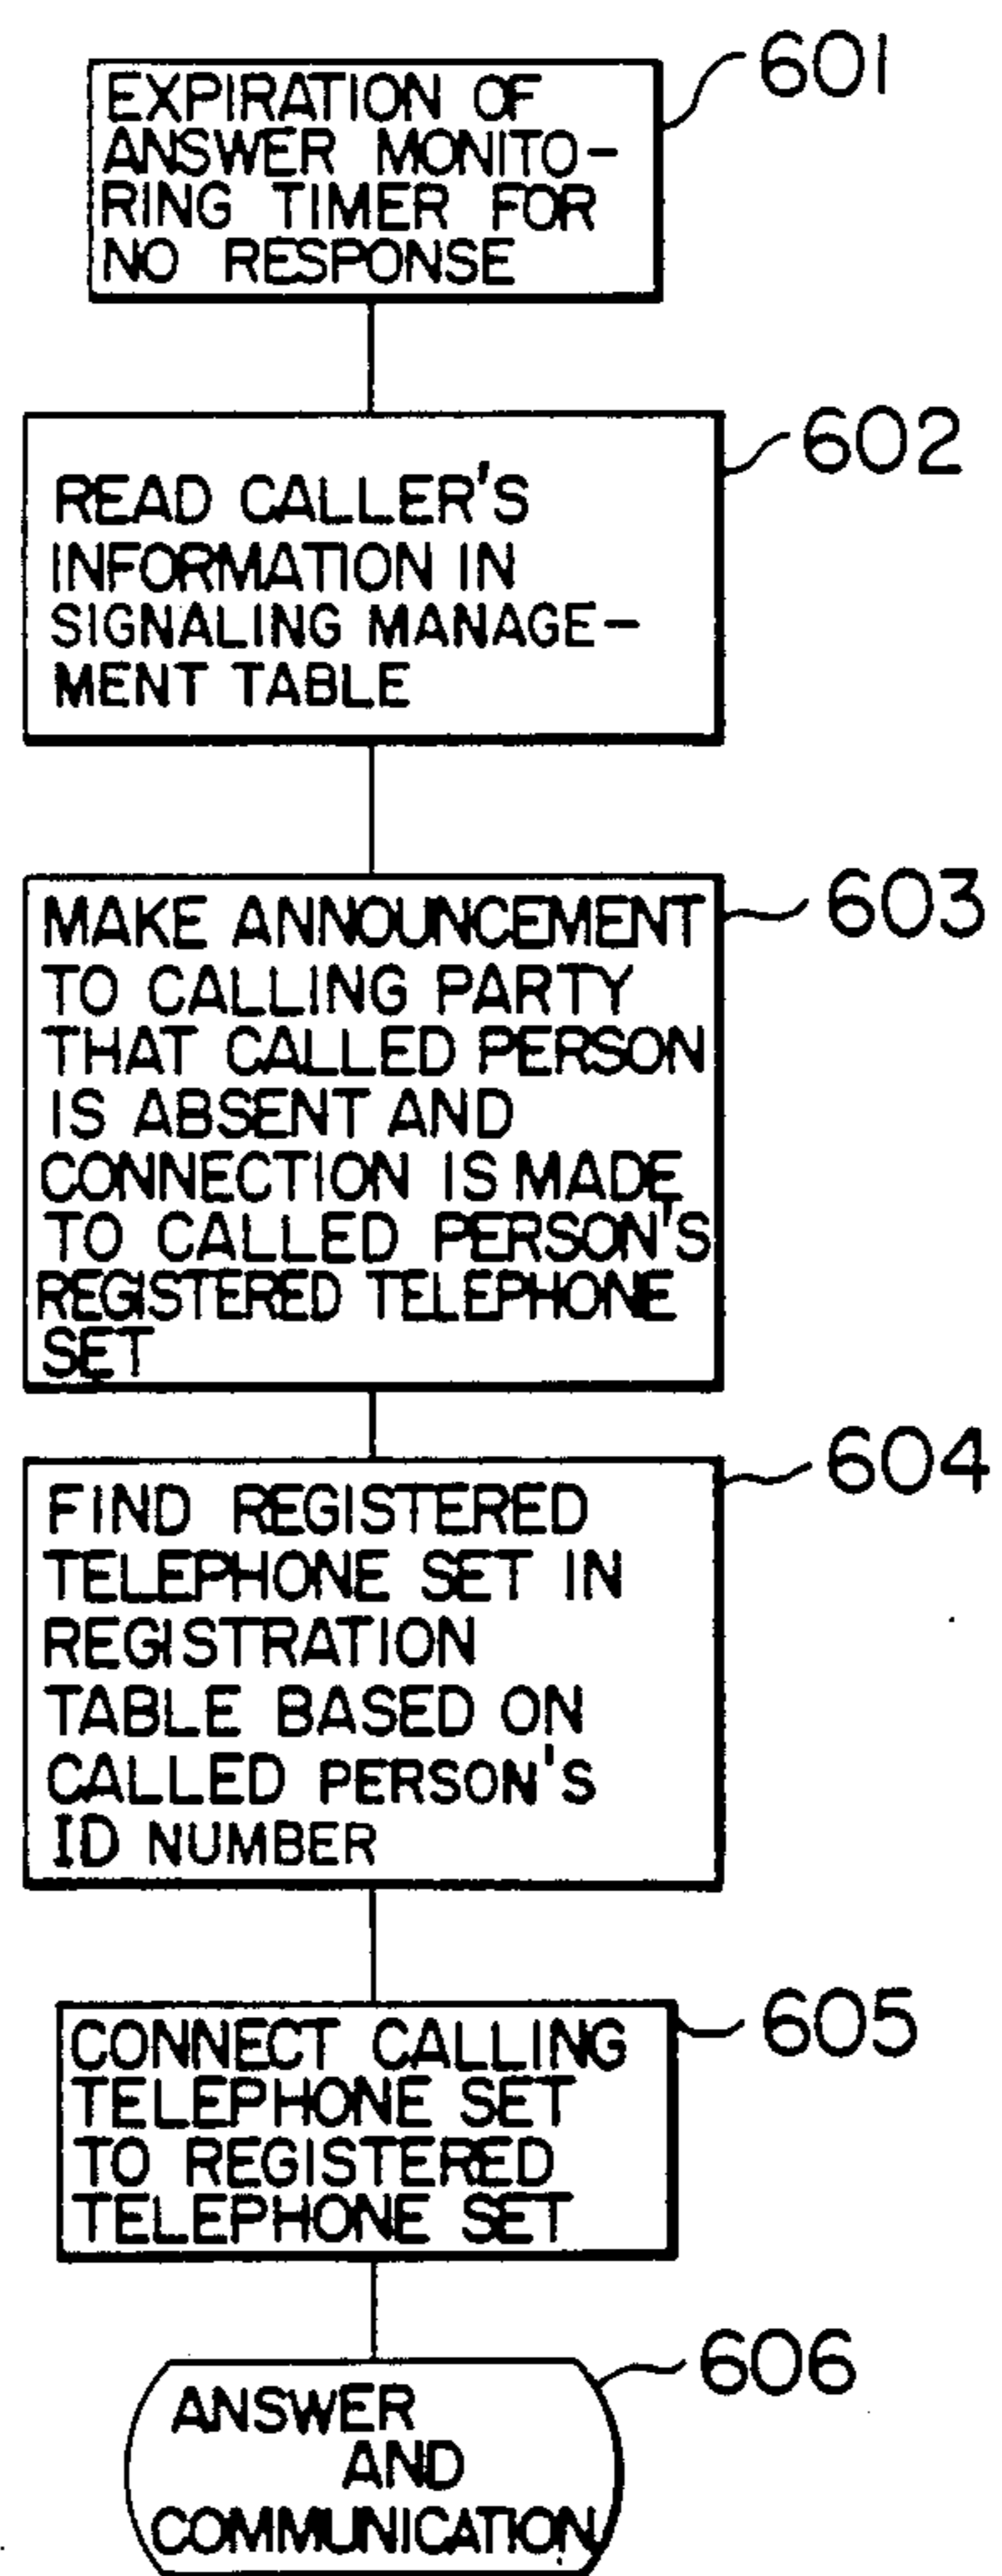 601
EXPIRATION OF
ANSWER MONITO-
RING TIMER FOR
NO RESPONSE
602
READ CALLER'S
INFORMATION IN
SIGNALING MANAGE-
MENT TABLE
603
MAKE ANNOUNCEMENT
TO CALLING PARTY
THAT CALLED PERSON
IS ABSENT AND
CONNECTION IS MADE
TO CALLED PERSON'S
REGISTERED TELEPHONE
SET
604
FIND REGISTERED
TELEPHONE SET IN
REGISTRATION
TABLE BASED ON
CALLED PERSON'S
ID NUMBER
605
CONNECT CALLING
TELEPHONE SET
TO REGISTERED
TELEPHONE SET
606
ANSWER
AND
COMMUNICATION